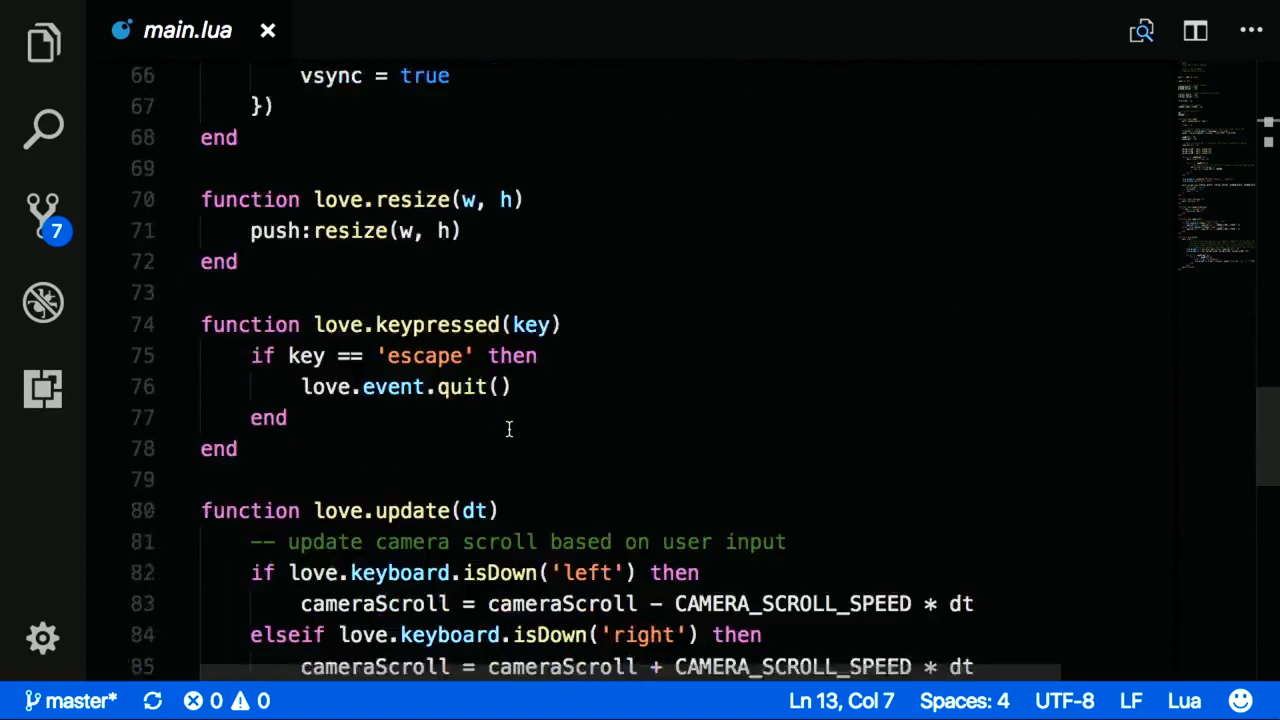 main.lua
66 vsync = true
67 })
68 end
69
70 function love.resize(w, h)
71 push:resize(w, h)
72 end
73
74 function love.keypressed(key)
75 if key == 'escape' then
76 love.event.quit()
77 end
78 end
79
80 function love.update(dt)
81 -- update camera scroll based on user input
82 if love.keyboard.isDown('left') then
83 cameraScroll = cameraScroll - CAMERA_SCROLL_SPEED * dt
84 elseif love.keyboard.isDown('right') then
85 cameraScroll = cameraScroll + CAMERA_SCROLL_SPEED * dt
7
master* 0 0 Ln 13, Col 7 Spaces: 4 UTF-8 LF Lua